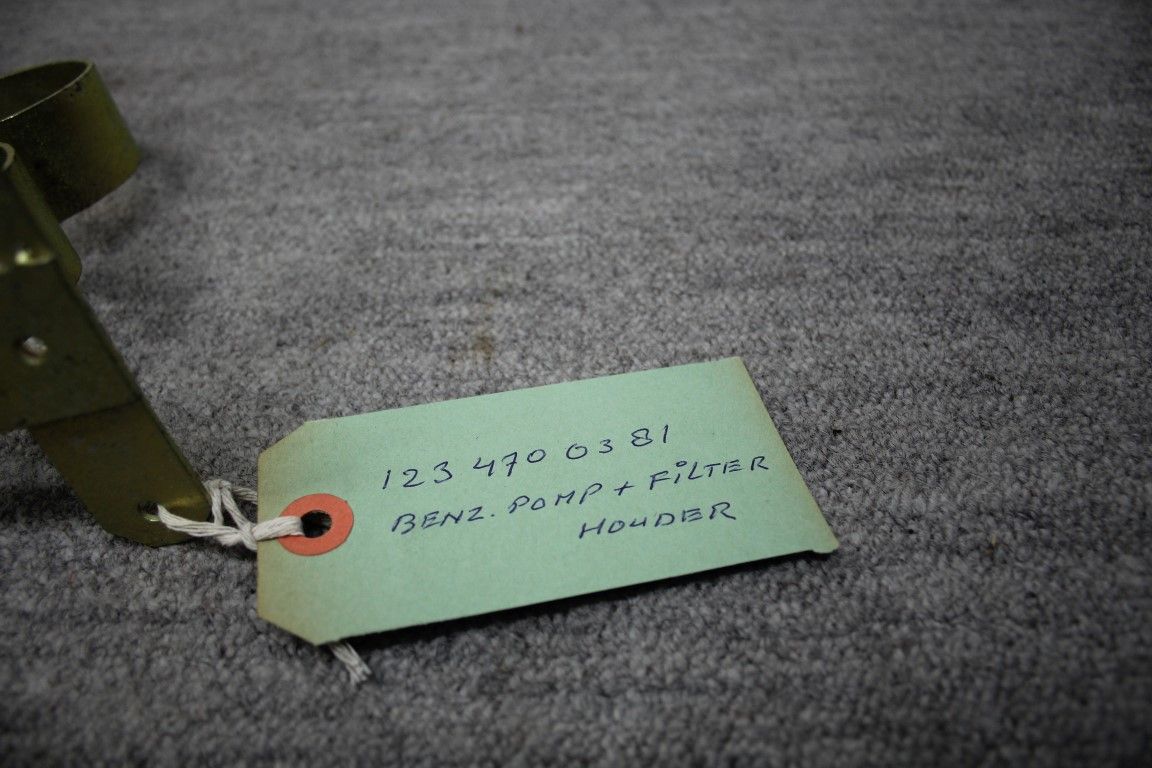 123 470 03 81
BENZ. POMP + FiLTER
HOUDER